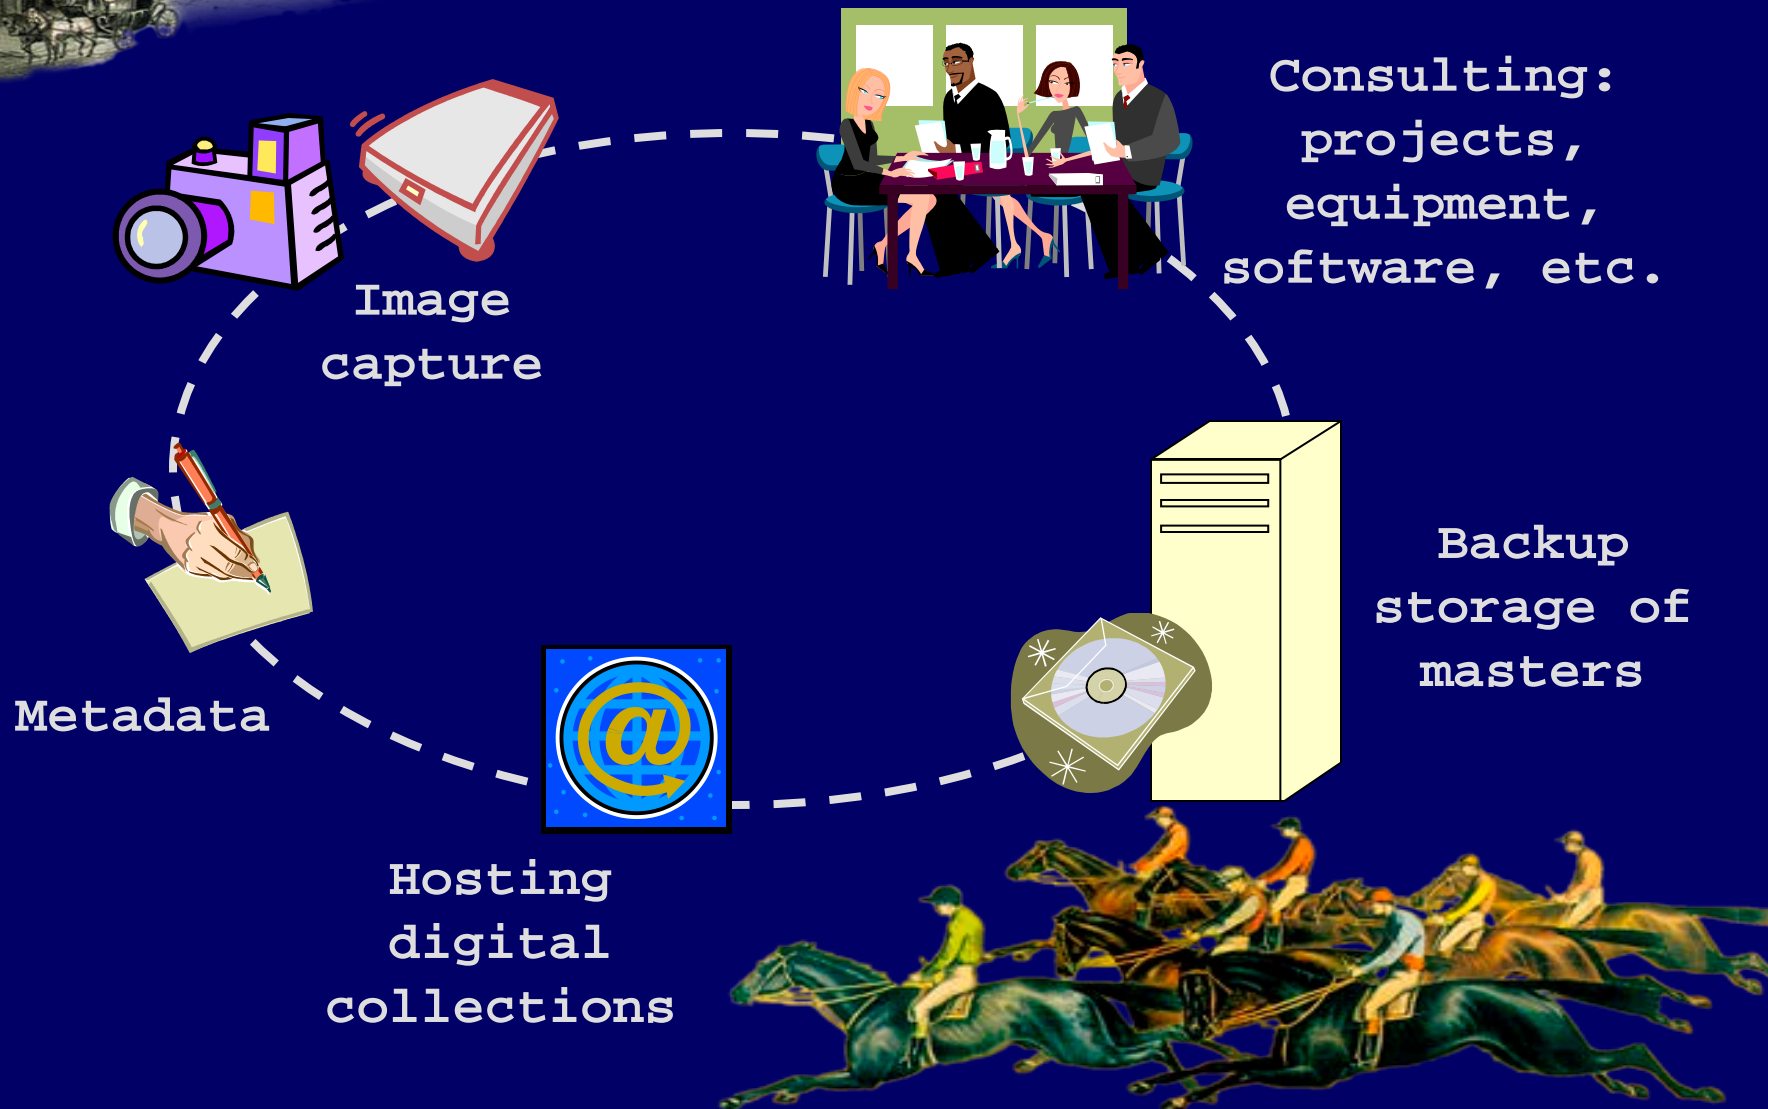 Consulting:
projects,
equipment,
software, etc.
Image
capture
Backup
storage of
masters
Metadata
@
Hosting
digital
collections